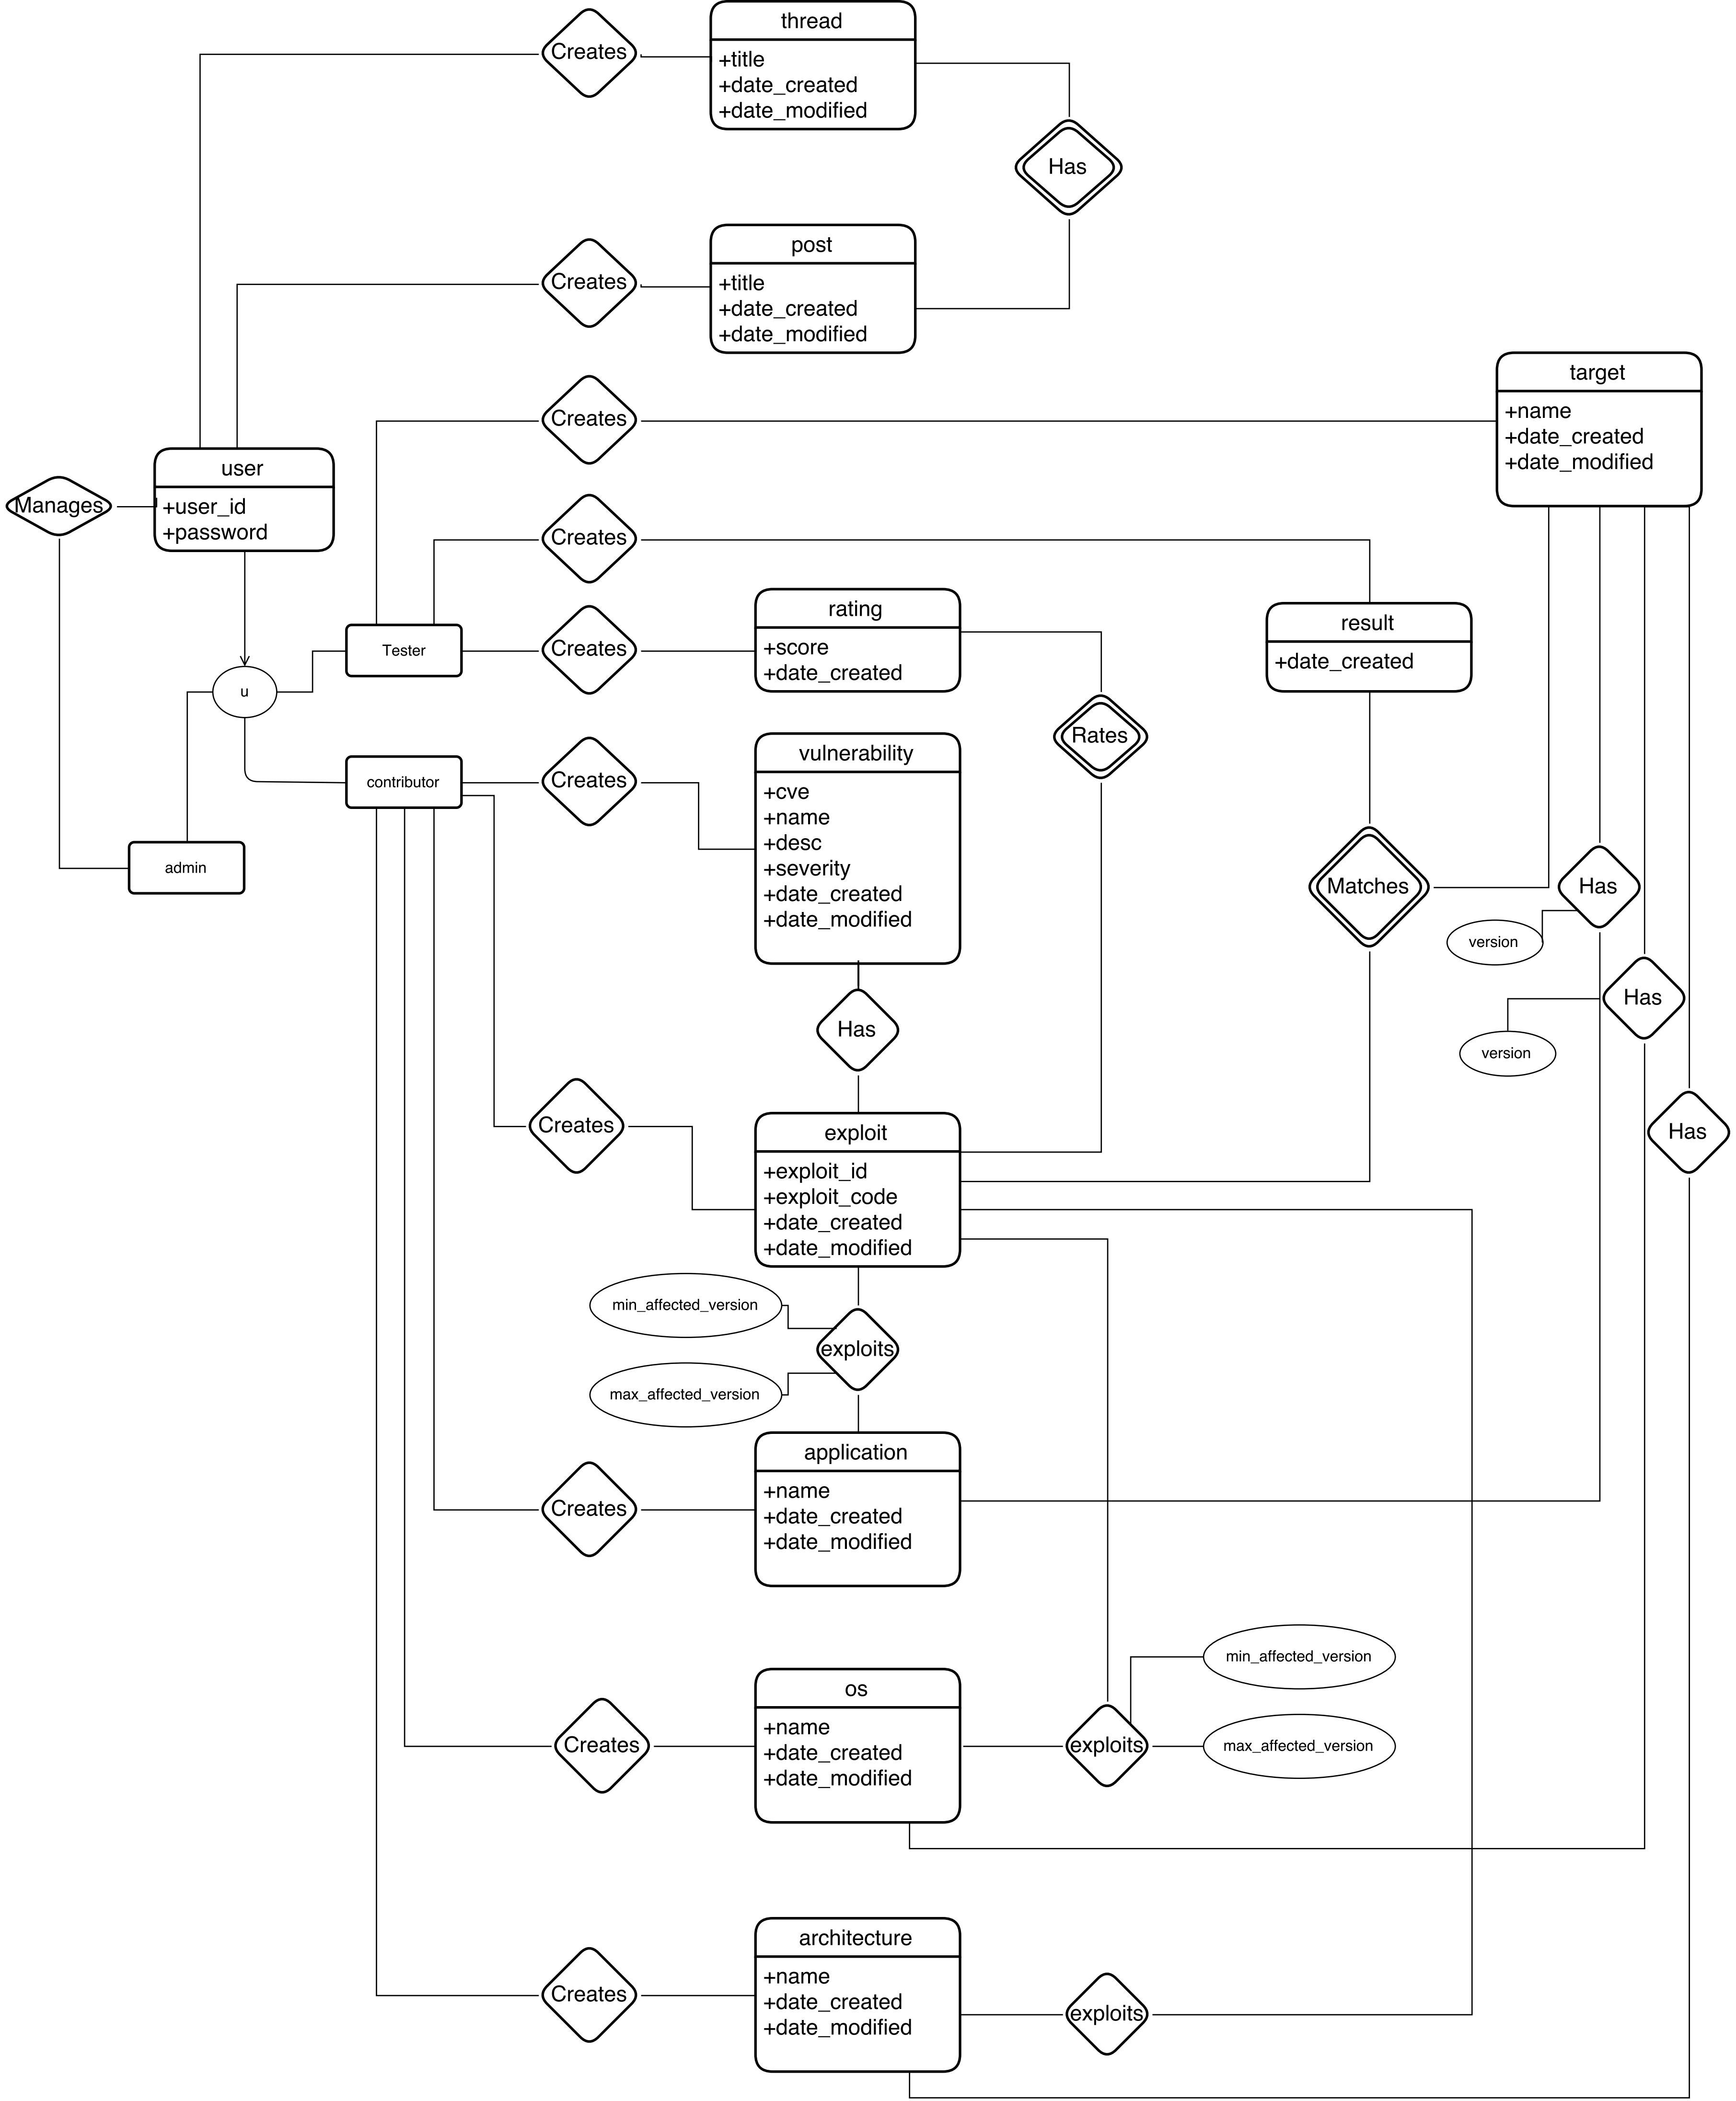 Creates
thread
+title
+date_created
+date_modified
Has
Creates
post
+title
+date_created
+date_modified
Creates
target
+name
+date_created
+date_modified
Manages
user
+user_id
+password
Creates
u
Tester
Creates
rating
+score
+date_created
result
+date_created
Rates
contributor
Creates
vulnerability
+cve
+name
+desc
+severity
+date_created
+date_modified
admin
Matches
Has
version
Has
version
Has
Has
Creates
exploit
+exploit_id
+exploit_code
+date_created
+date_modified
min_affected_version
exploits
max_affected_version
Creates
application
+name
+date_created
+date_modified
Creates
os
+name
+date_created
+date_modified
exploits
min_affected_version
max_affected_version
Creates
architecture
+name
+date_created
+date_modified
exploits